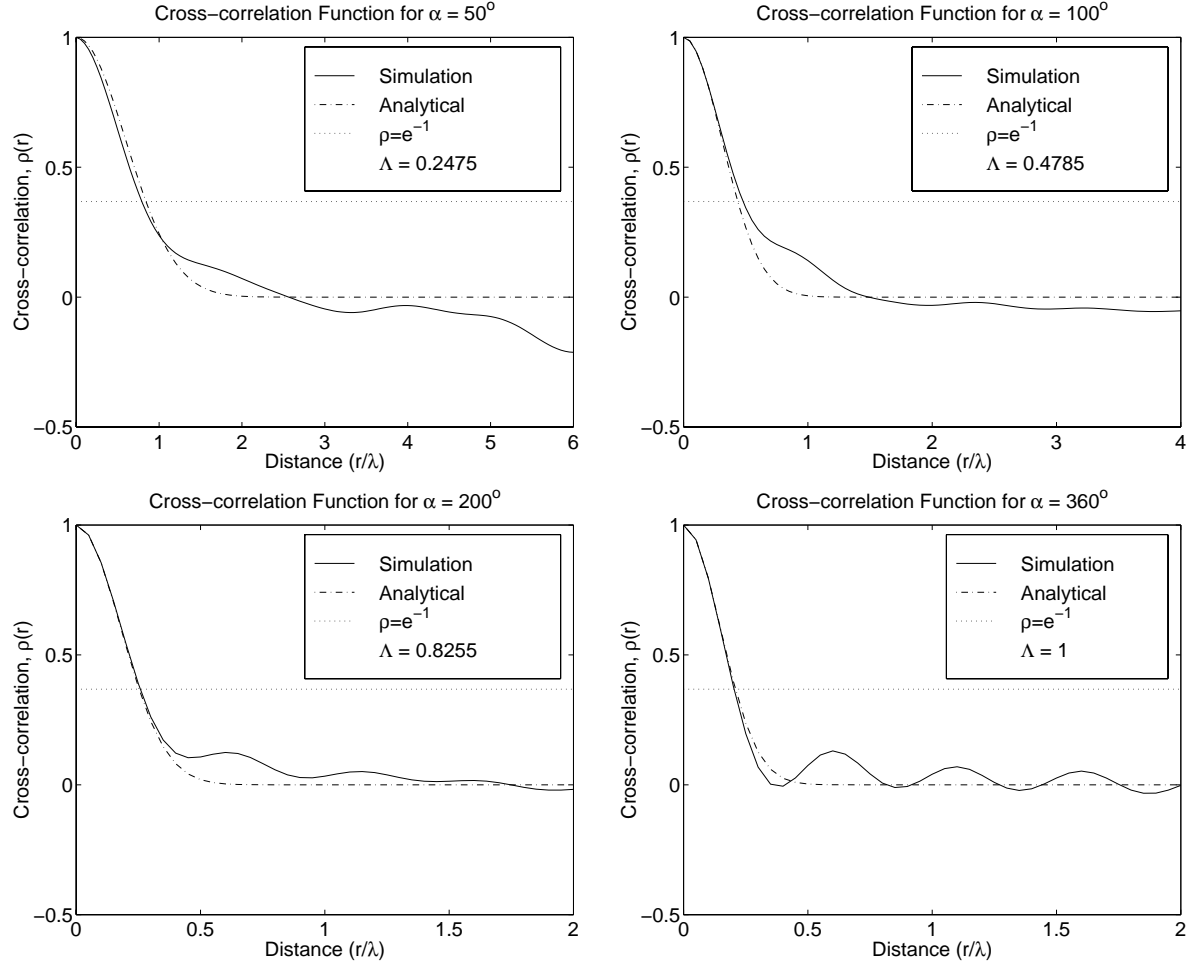 Cross−correlation Function for α = 50°
Cross−correlation, ρ(r)
1
0.5
0
−0.5
Simulation
Analytical
ρ=e⁻¹
Λ = 0.2475
0 1 2 3 4 5 6
Distance (r/λ)
Cross−correlation Function for α = 100°
Cross−correlation, ρ(r)
1
0.5
0
−0.5
Simulation
Analytical
ρ=e⁻¹
Λ = 0.4785
0 1 2 3 4
Distance (r/λ)
Cross−correlation Function for α = 200°
Cross−correlation, ρ(r)
1
0.5
0
−0.5
Simulation
Analytical
ρ=e⁻¹
Λ = 0.8255
0 0.5 1 1.5 2
Distance (r/λ)
Cross−correlation Function for α = 360°
Cross−correlation, ρ(r)
1
0.5
0
−0.5
Simulation
Analytical
ρ=e⁻¹
Λ = 1
0 0.5 1 1.5 2
Distance (r/λ)